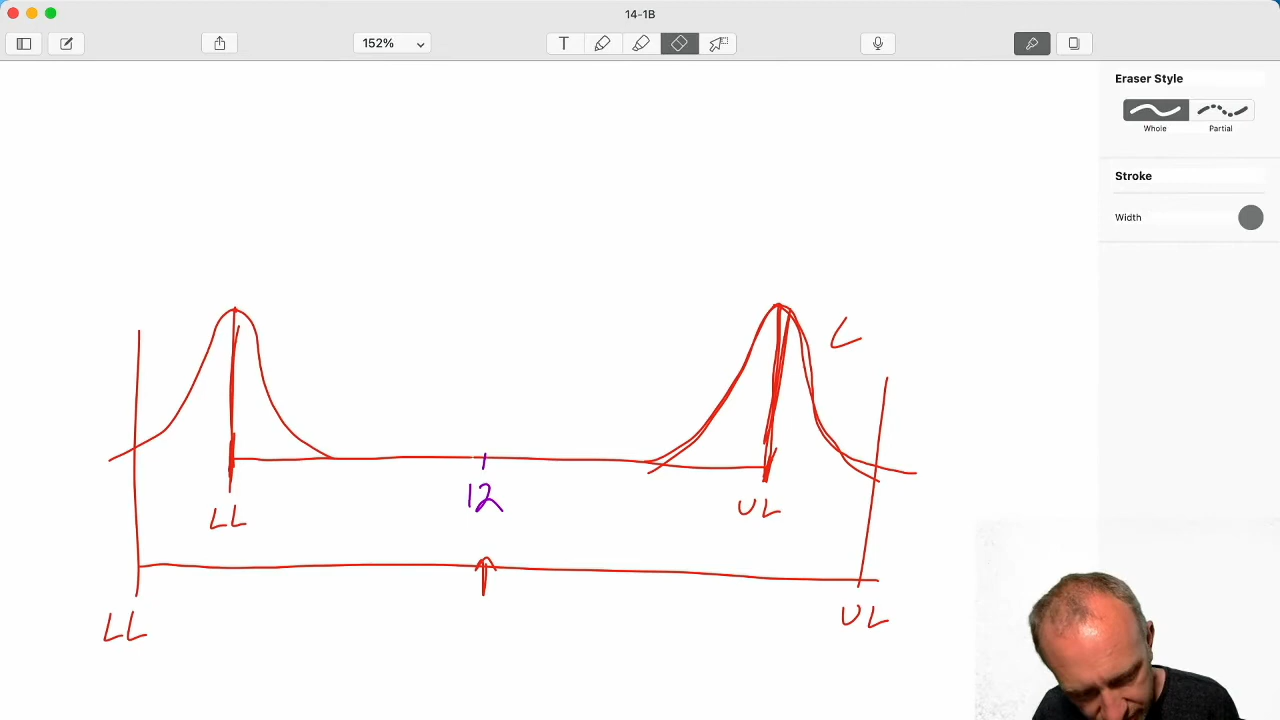 14-1B
152%
T
Eraser Style
Whole Partial
Stroke
Width
12
LL
UL
LL
UL